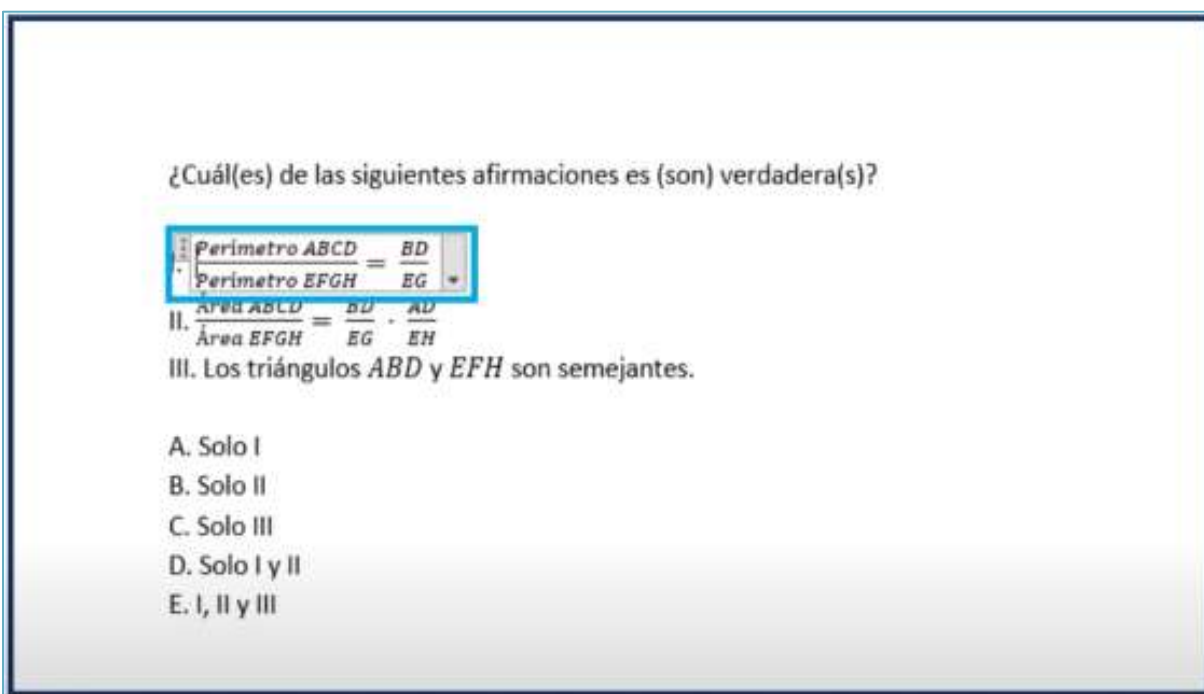 ¿Cuál(es) de las siguientes afirmaciones es (son) verdadera(s)?
I. Perímetro ABCD / Perímetro EFGH = BD / EG
II. Área ABCD / Área EFGH = BD / EG · AD / EH
III. Los triángulos ABD y EFH son semejantes.
A. Solo I
B. Solo II
C. Solo III
D. Solo I y II
E. I, II y III